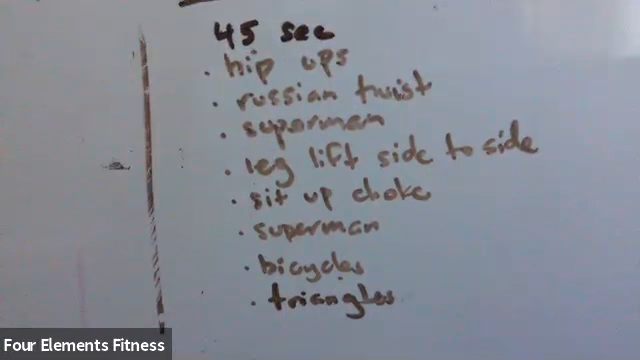 45 sec
· hip ups
· russian twist
· superman
· leg lift side to side
· sit up choke
· superman
· bicycles
· triangles
Four Elements Fitness